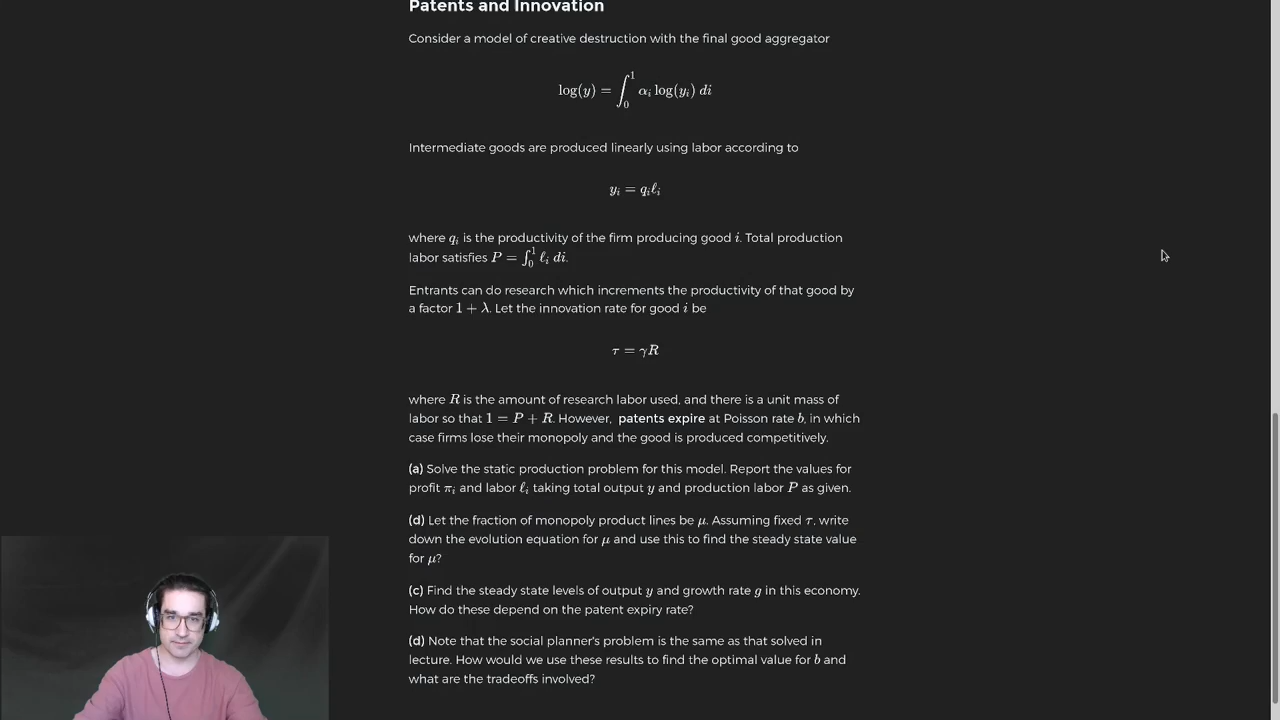 Patents and Innovation
Consider a model of creative destruction with the final good aggregator
log(y) = ∫₀¹ αᵢ log(yᵢ) di
Intermediate goods are produced linearly using labor according to
yᵢ = qᵢℓᵢ
where qᵢ is the productivity of the firm producing good i. Total production
labor satisfies P = ∫₀¹ ℓᵢ di.
Entrants can do research which increments the productivity of that good by
a factor 1 + λ. Let the innovation rate for good i be
τ = γR
where R is the amount of research labor used, and there is a unit mass of
labor so that 1 = P + R. However, patents expire at Poisson rate b, in which
case firms lose their monopoly and the good is produced competitively.
(a) Solve the static production problem for this model. Report the values for
profit πᵢ and labor ℓᵢ taking total output y and production labor P as given.
(d) Let the fraction of monopoly product lines be μ. Assuming fixed τ, write
down the evolution equation for μ and use this to find the steady state value
for μ?
(c) Find the steady state levels of output y and growth rate g in this economy.
How do these depend on the patent expiry rate?
(d) Note that the social planner's problem is the same as that solved in
lecture. How would we use these results to find the optimal value for b and
what are the tradeoffs involved?